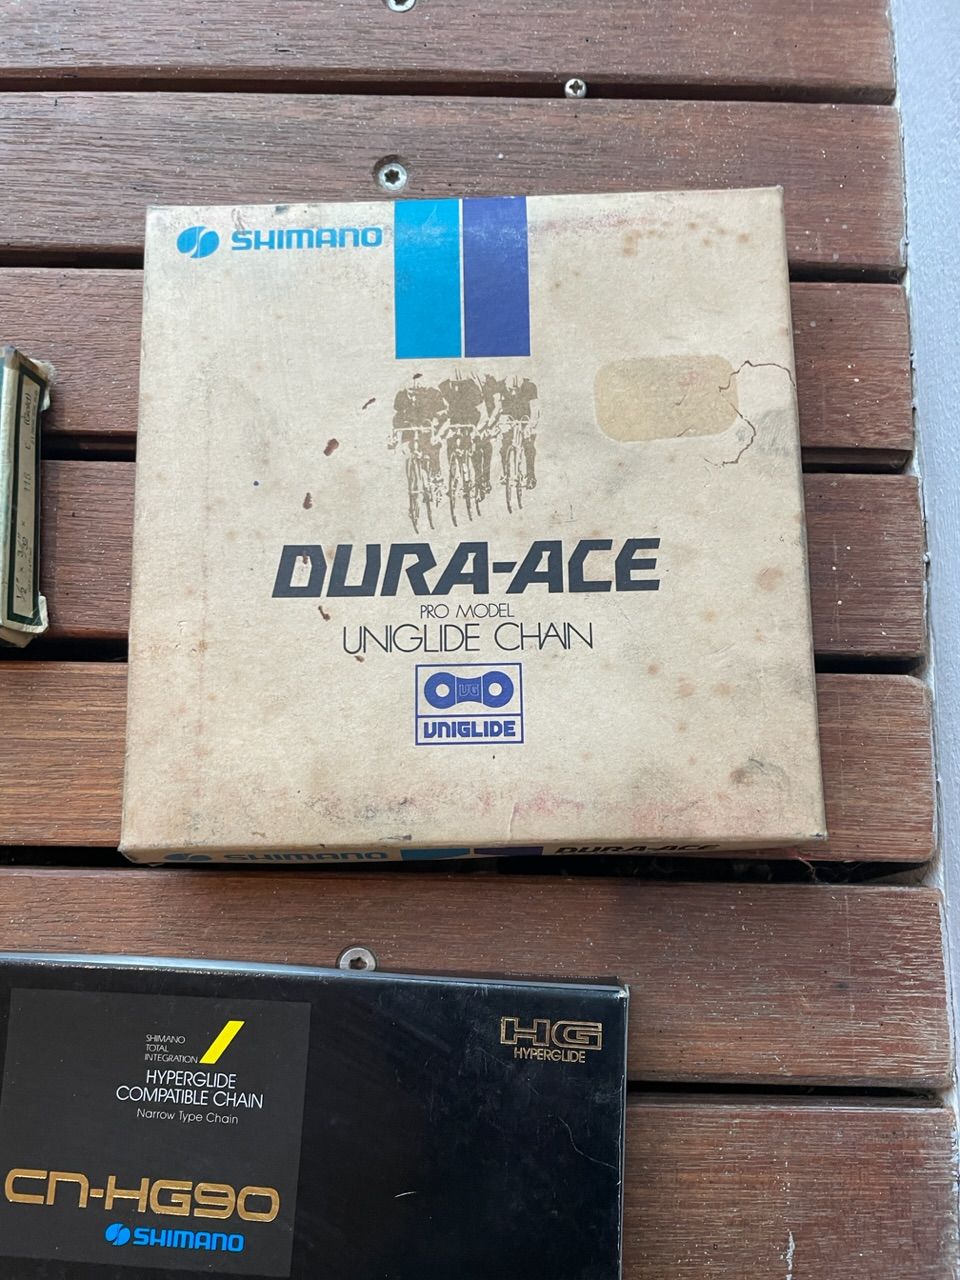 SHIMANO
DURA-ACE
PRO MODEL
UNIGLIDE CHAIN
UG
UNIGLIDE
SHIMANO
DURA-ACE
SHIMANO
TOTAL
INTEGRATION
HYPERGLIDE
COMPATIBLE CHAIN
Narrow Type Chain
CN-HG90
SHIMANO
HG
HYPERGLIDE